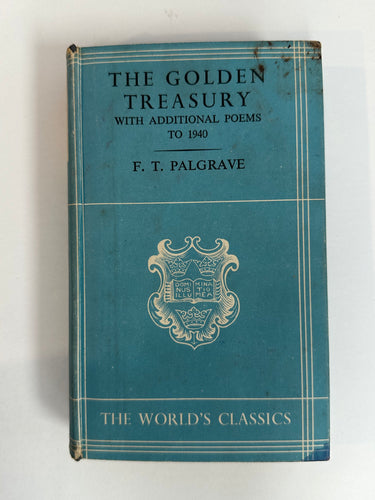 THE GOLDEN
TREASURY
WITH ADDITIONAL POEMS
TO 1940
F. T. PALGRAVE
DOMI MINA
NUS TIO
ILLU MEA
THE WORLD'S CLASSICS